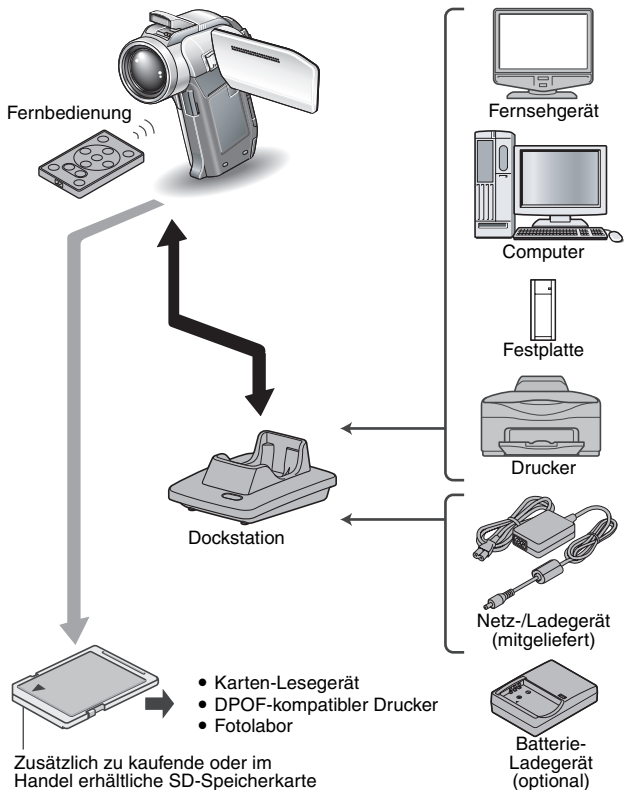 Fernbedienung
Fernsehgerät
Computer
Festplatte
Drucker
Dockstation
Netz-/Ladegerät
(mitgeliefert)
• Karten-Lesegerät
• DPOF-kompatibler Drucker
• Fotolabor
Zusätzlich zu kaufende oder im
Handel erhältliche SD-Speicherkarte
Batterie-
Ladegerät
(optional)